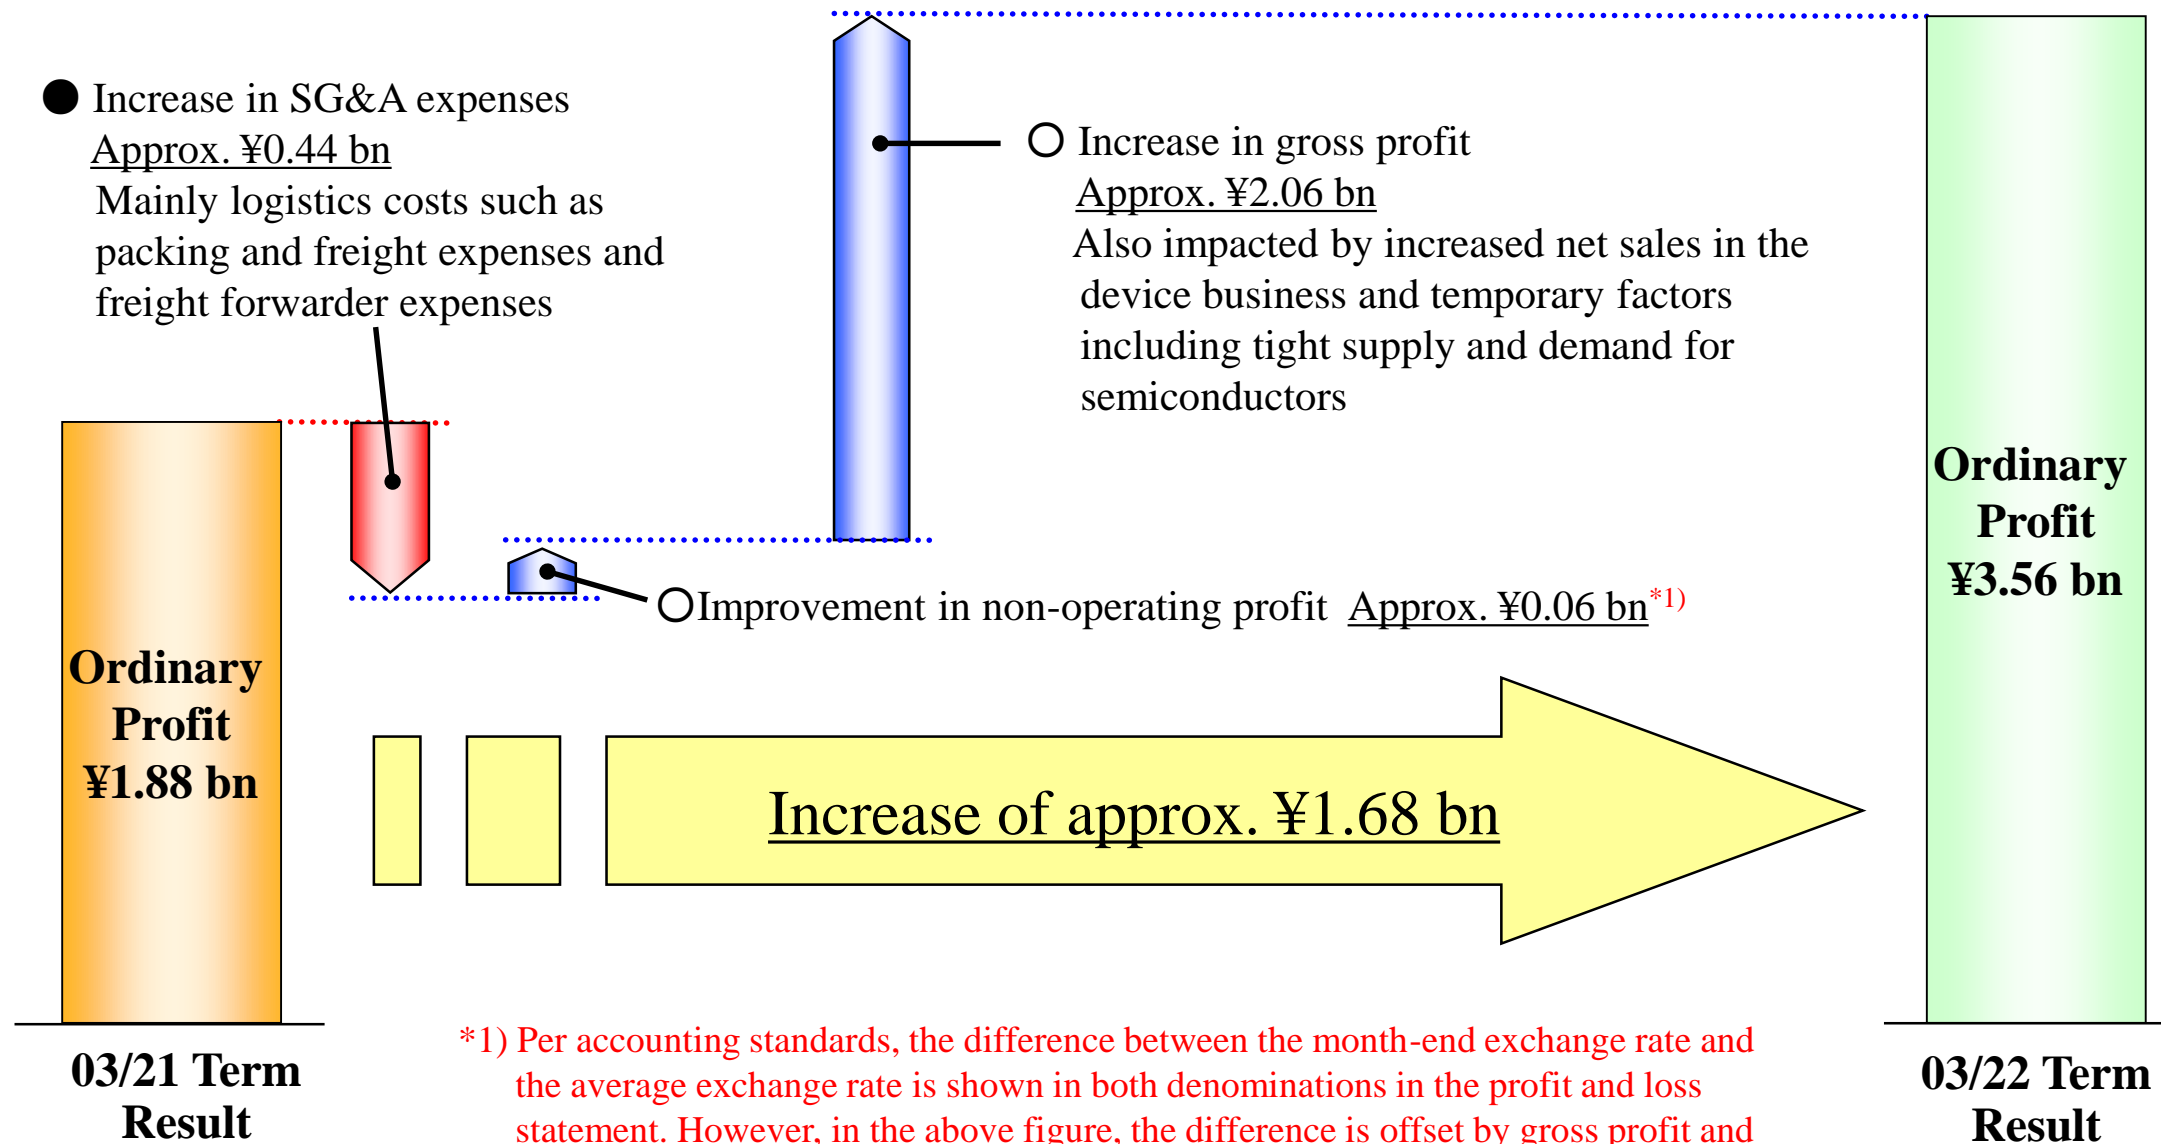 ● Increase in SG&A expenses
Approx. ¥0.44 bn
Mainly logistics costs such as
packing and freight expenses and
freight forwarder expenses
○ Increase in gross profit
Approx. ¥2.06 bn
Also impacted by increased net sales in the
device business and temporary factors
including tight supply and demand for
semiconductors
○Improvement in non-operating profit Approx. ¥0.06 bn*1)
Ordinary
Profit
¥1.88 bn
Ordinary
Profit
¥3.56 bn
Increase of approx. ¥1.68 bn
03/21 Term
Result
03/22 Term
Result
*1) Per accounting standards, the difference between the month-end exchange rate and
the average exchange rate is shown in both denominations in the profit and loss
statement. However, in the above figure, the difference is offset by gross profit and